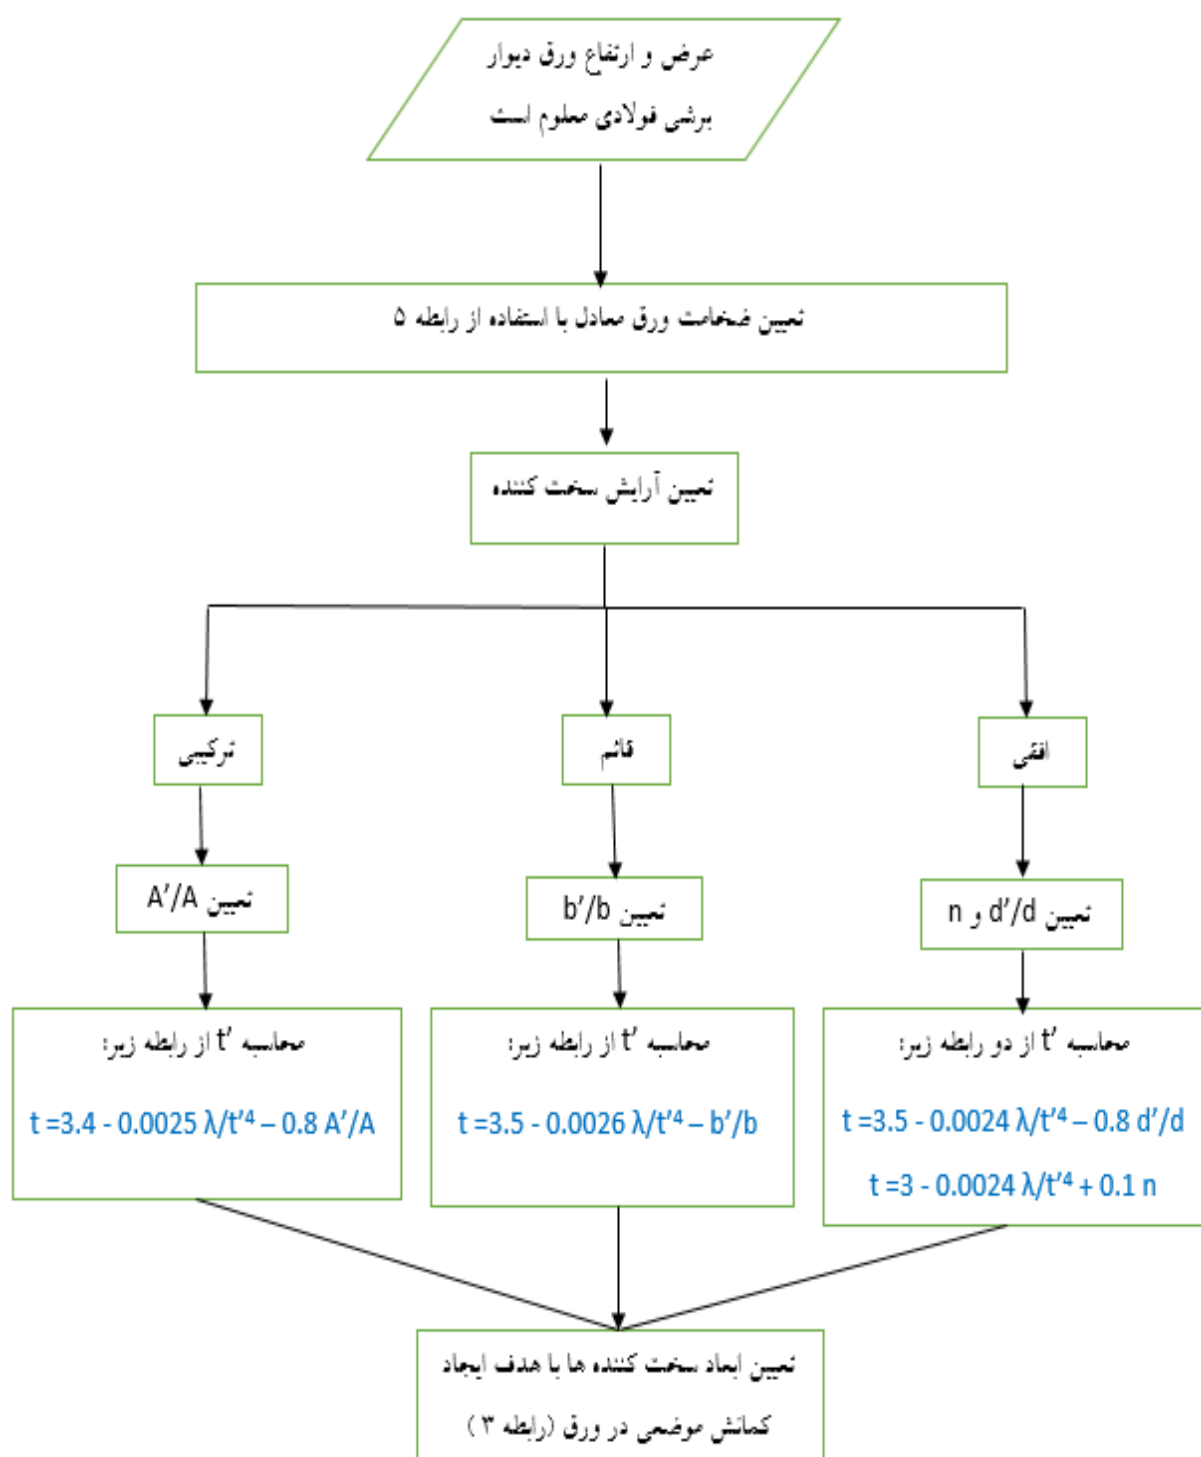 عرض و ارتفاع ورق دیوار
برشی فولادی معلوم است
تعیین ضخامت ورق معادل با استفاده از رابطه ۵
تعیین آرایش سخت کننده
افقی
قائم
ترکیبی
تعیین d′/d و n
تعیین b′/b
تعیین A′/A
محاسبه t′ از دو رابطه زیر:
t =3.5 - 0.0024 λ/t′⁴ – 0.8 d′/d
t =3 - 0.0024 λ/t′⁴ + 0.1 n
محاسبه t′ از رابطه زیر:
t =3.5 - 0.0026 λ/t′⁴ – b′/b
محاسبه t′ از رابطه زیر:
t =3.4 - 0.0025 λ/t′⁴ – 0.8 A′/A
تعیین ابعاد سخت کننده ها با هدف ایجاد
کمانش موضعی در ورق (رابطه ۳ )